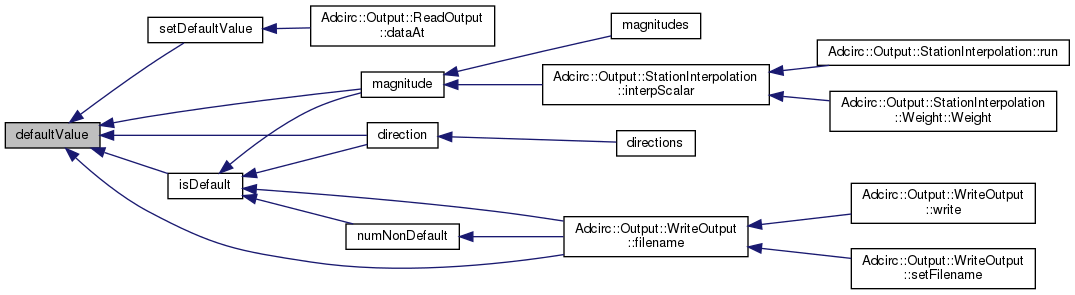 defaultValue
setDefaultValue
Adcirc::Output::ReadOutput
::dataAt
magnitude
magnitudes
Adcirc::Output::StationInterpolation
::interpScalar
Adcirc::Output::StationInterpolation::run
Adcirc::Output::StationInterpolation
::Weight::Weight
direction
directions
isDefault
numNonDefault
Adcirc::Output::WriteOutput
::filename
Adcirc::Output::WriteOutput
::write
Adcirc::Output::WriteOutput
::setFilename